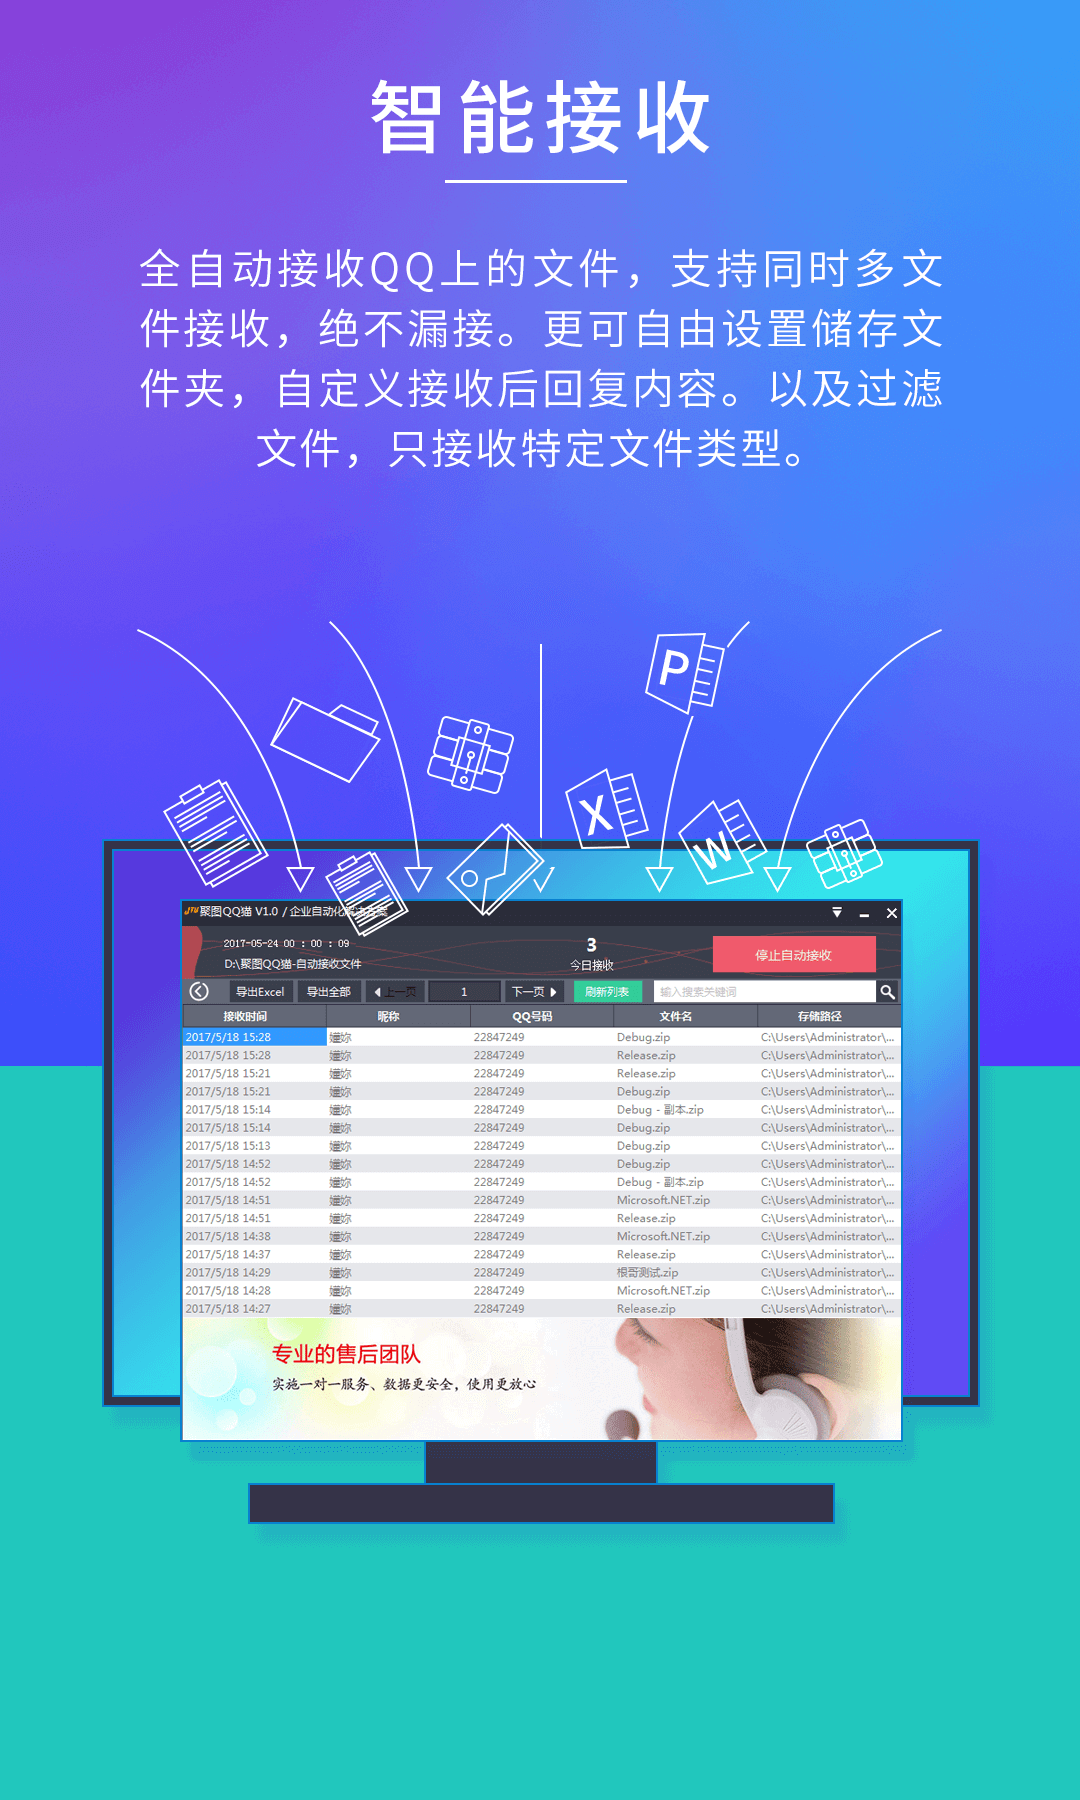 智能接收
全自动接收QQ上的文件，支持同时多文
件接收，绝不漏接。更可自由设置储存文
件夹，自定义接收后回复内容。以及过滤
文件，只接收特定文件类型。
P
X
W
JTW 聚图QQ猫 V1.0 / 企业自动化解决方案
2017-05-24 00 : 00 : 09
3
D:\聚图QQ猫-自动接收文件
今日接收
停止自动接收
导出Excel 导出全部 上一页 1 下一页 刷新列表 输入搜索关键词
接收时间 昵称 QQ号码 文件名 存储路径
2017/5/18 15:28 22847249 Debug.zip C:\Users\Administrator\...
2017/5/18 15:28 22847249 Release.zip C:\Users\Administrator\...
2017/5/18 15:21 22847249 Release.zip C:\Users\Administrator\...
2017/5/18 15:21 22847249 Debug.zip C:\Users\Administrator\...
2017/5/18 15:14 22847249 Debug - 副本.zip C:\Users\Administrator\...
2017/5/18 15:14 22847249 Debug.zip C:\Users\Administrator\...
2017/5/18 15:13 22847249 Debug.zip C:\Users\Administrator\...
2017/5/18 14:52 22847249 Debug.zip C:\Users\Administrator\...
2017/5/18 14:52 22847249 Debug - 副本.zip C:\Users\Administrator\...
2017/5/18 14:51 22847249 Microsoft.NET.zip C:\Users\Administrator\...
2017/5/18 14:51 22847249 Release.zip C:\Users\Administrator\...
2017/5/18 14:38 22847249 Microsoft.NET.zip C:\Users\Administrator\...
2017/5/18 14:37 22847249 Release.zip C:\Users\Administrator\...
2017/5/18 14:29 22847249 根哥测试.zip C:\Users\Administrator\...
2017/5/18 14:28 22847249 Microsoft.NET.zip C:\Users\Administrator\...
2017/5/18 14:27 22847249 Release.zip C:\Users\Administrator\...
专业的售后团队
实施一对一服务、数据更安全，使用更放心